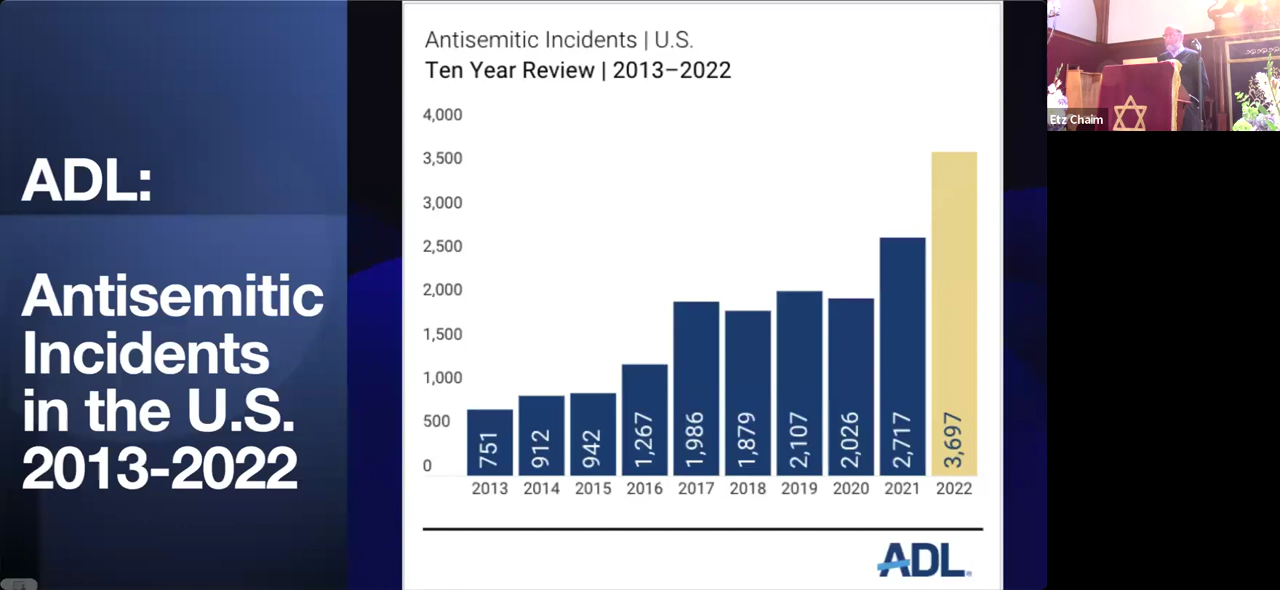 ADL:
Antisemitic
Incidents
in the U.S.
2013-2022
Antisemitic Incidents | U.S.
Ten Year Review | 2013–2022
4,000
3,500
3,000
2,500
2,000
1,500
1,000
500
0
751
912
942
1,267
1,986
1,879
2,107
2,026
2,717
3,697
2013 2014 2015 2016 2017 2018 2019 2020 2021 2022
ADL®
Etz Chaim